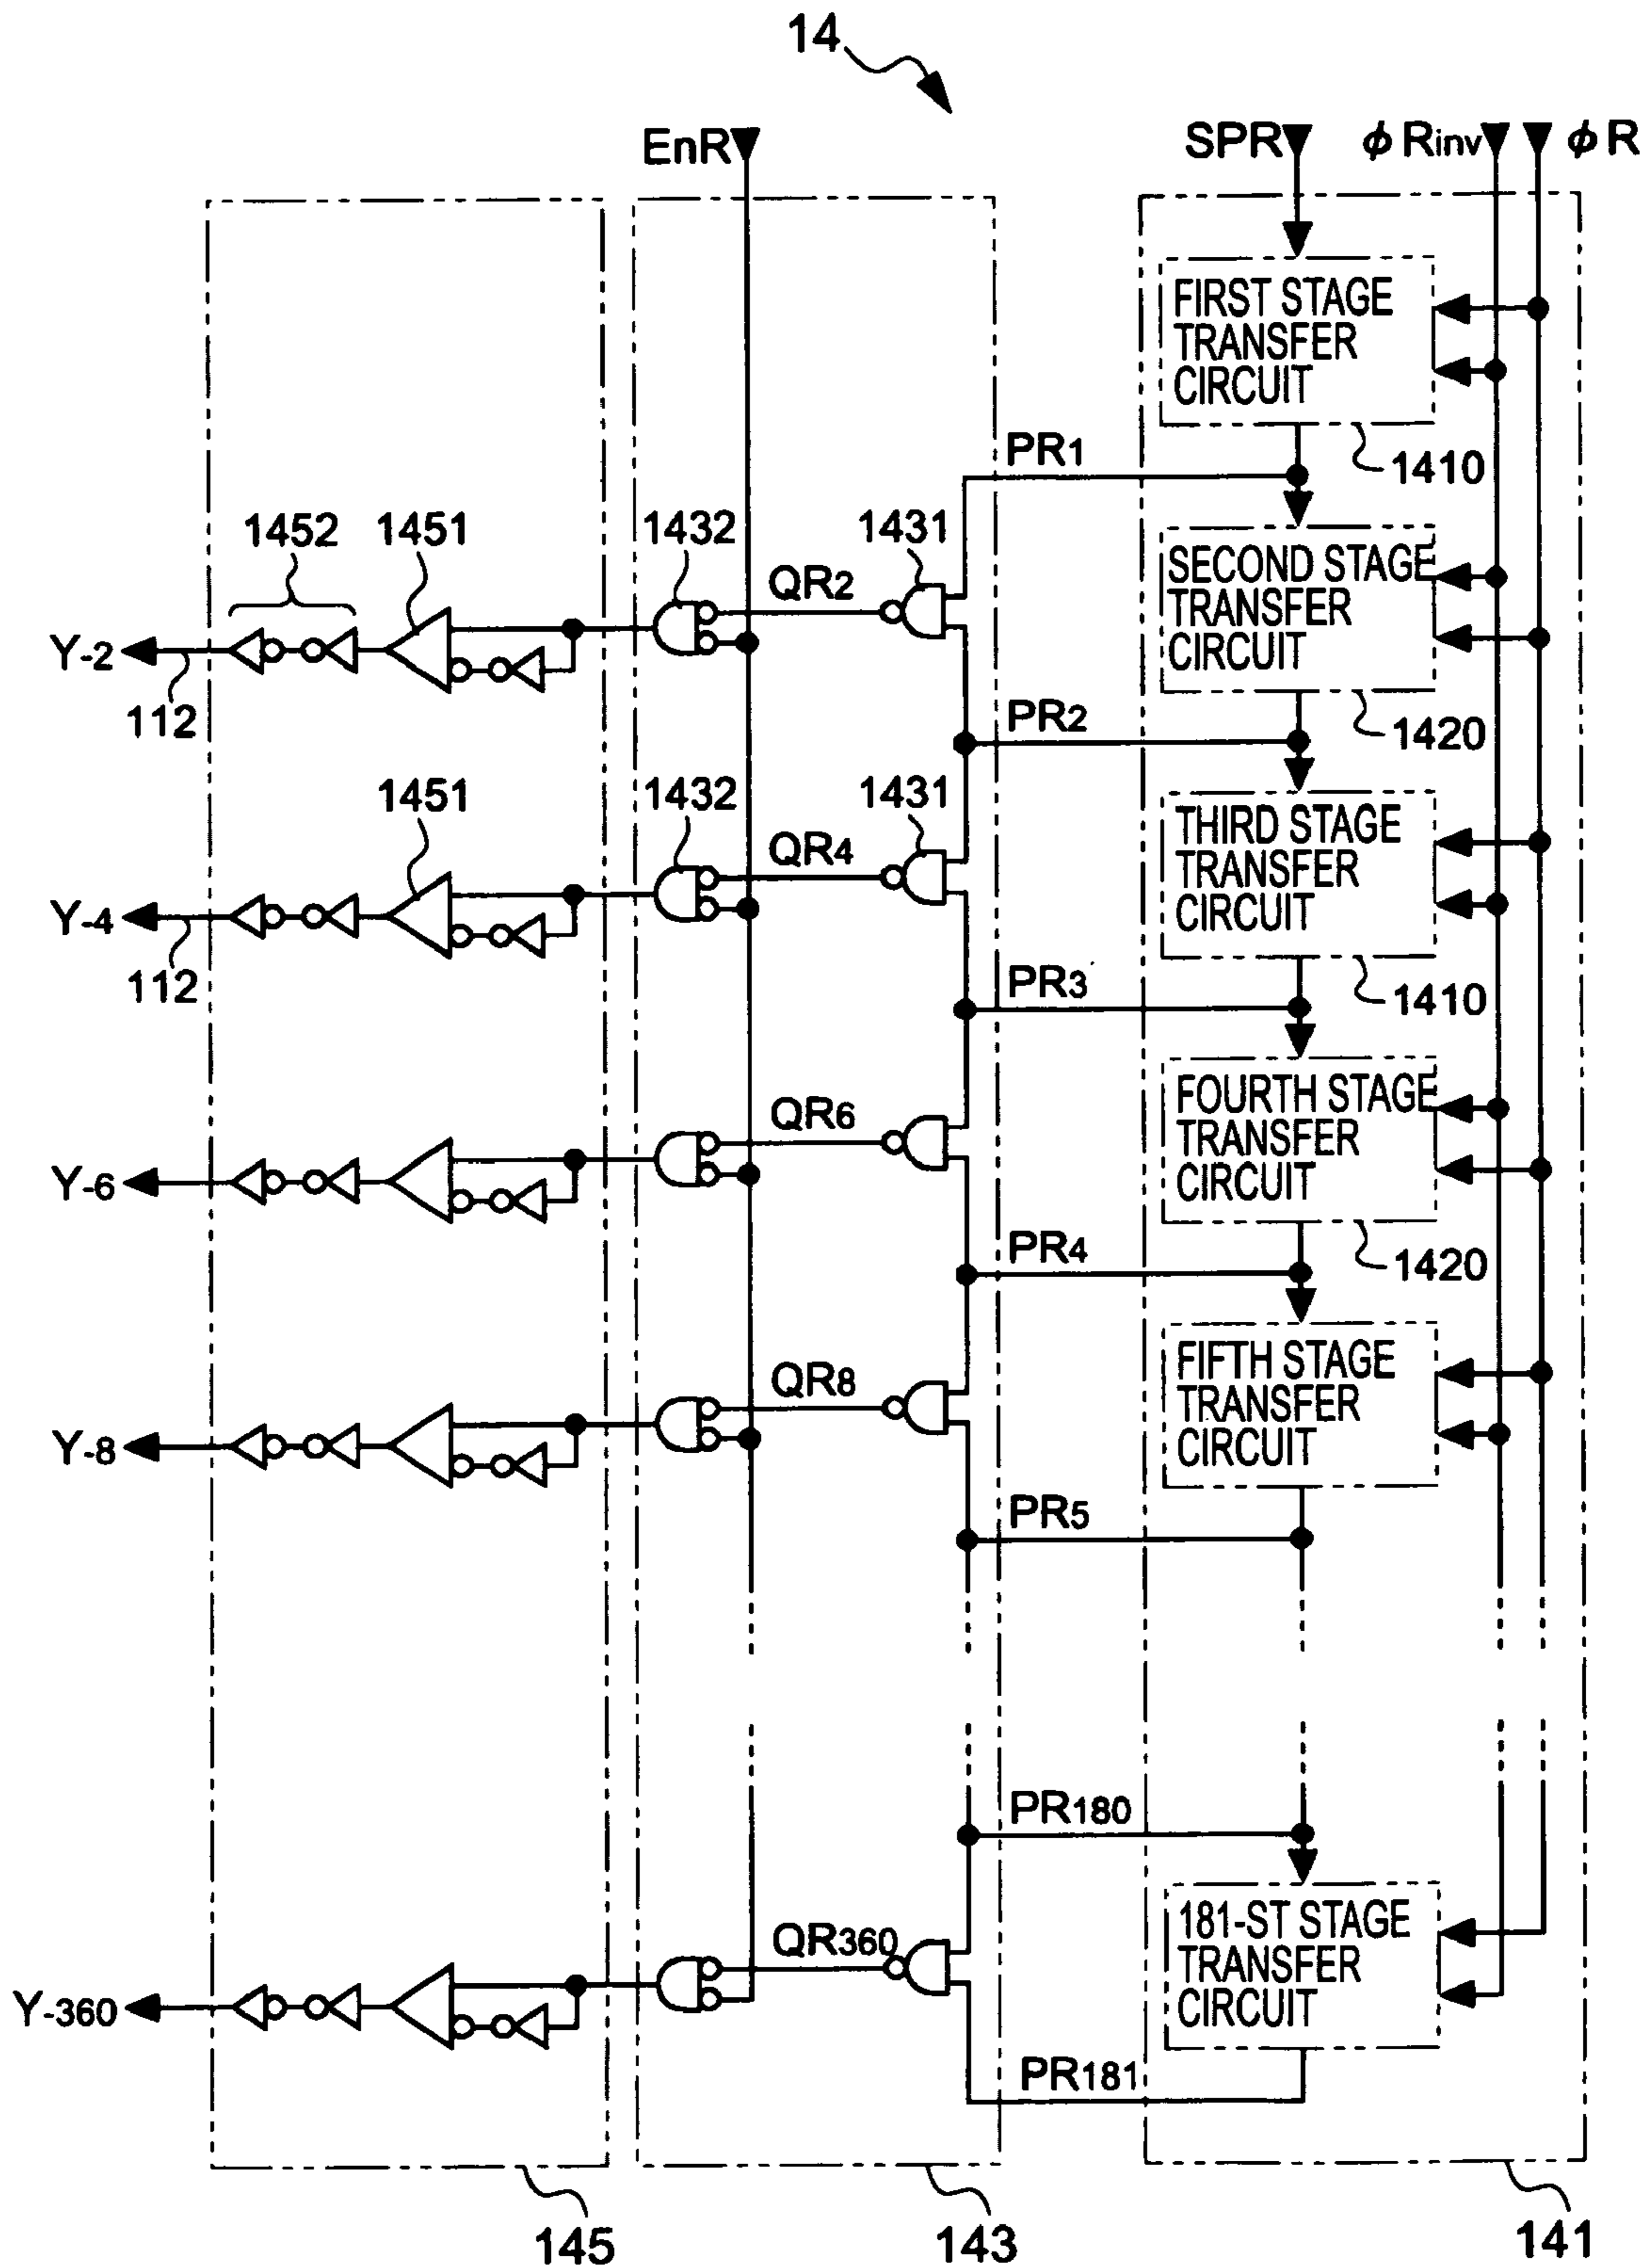 14
EnR
SPR
ϕ Rinv
ϕ R
FIRST STAGE
TRANSFER
CIRCUIT
PR1
1410
1452
1451
1432
1431
QR2
SECOND STAGE
TRANSFER
CIRCUIT
Y-2
112
PR2
1420
1451
1432
1431
QR4
THIRD STAGE
TRANSFER
CIRCUIT
Y-4
112
PR3
1410
QR6
FOURTH STAGE
TRANSFER
CIRCUIT
Y-6
PR4
1420
QR8
FIFTH STAGE
TRANSFER
CIRCUIT
Y-8
PR5
PR180
QR360
181-ST STAGE
TRANSFER
CIRCUIT
Y-360
PR181
145
143
141